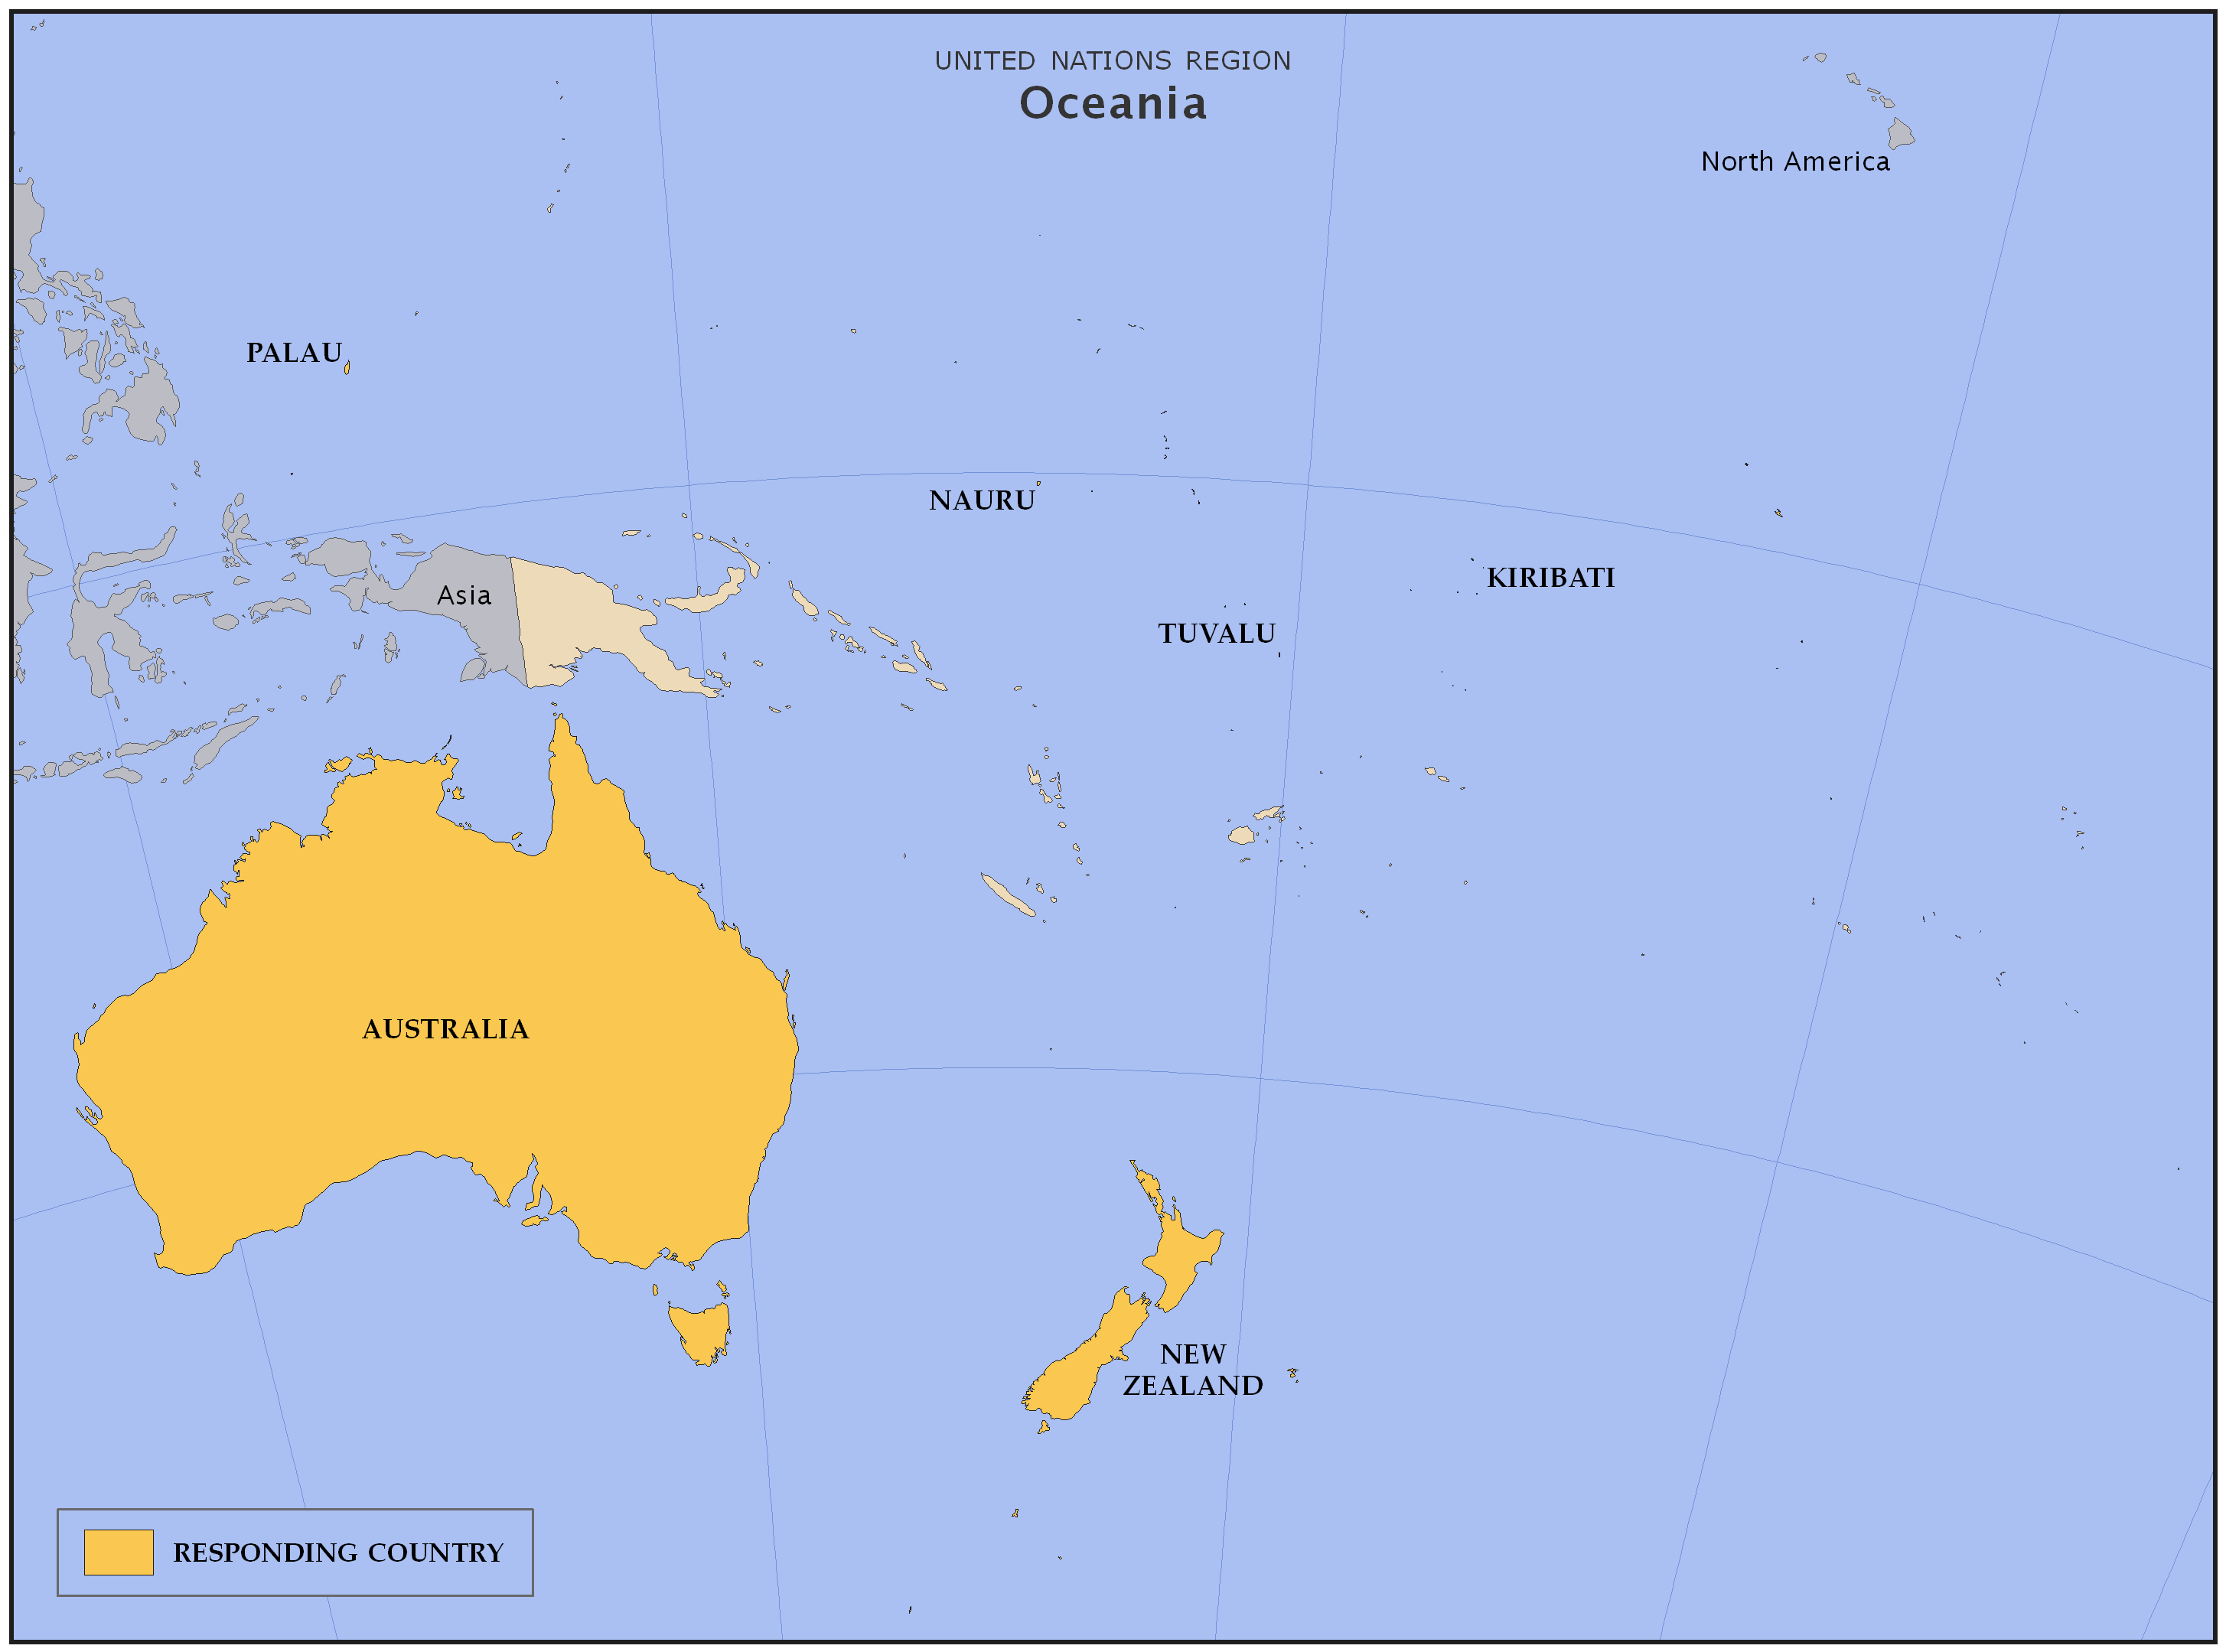 UNITED NATIONS REGION
Oceania
North America
PALAU
NAURU
KIRIBATI
Asia
TUVALU
AUSTRALIA
NEW
ZEALAND
RESPONDING COUNTRY